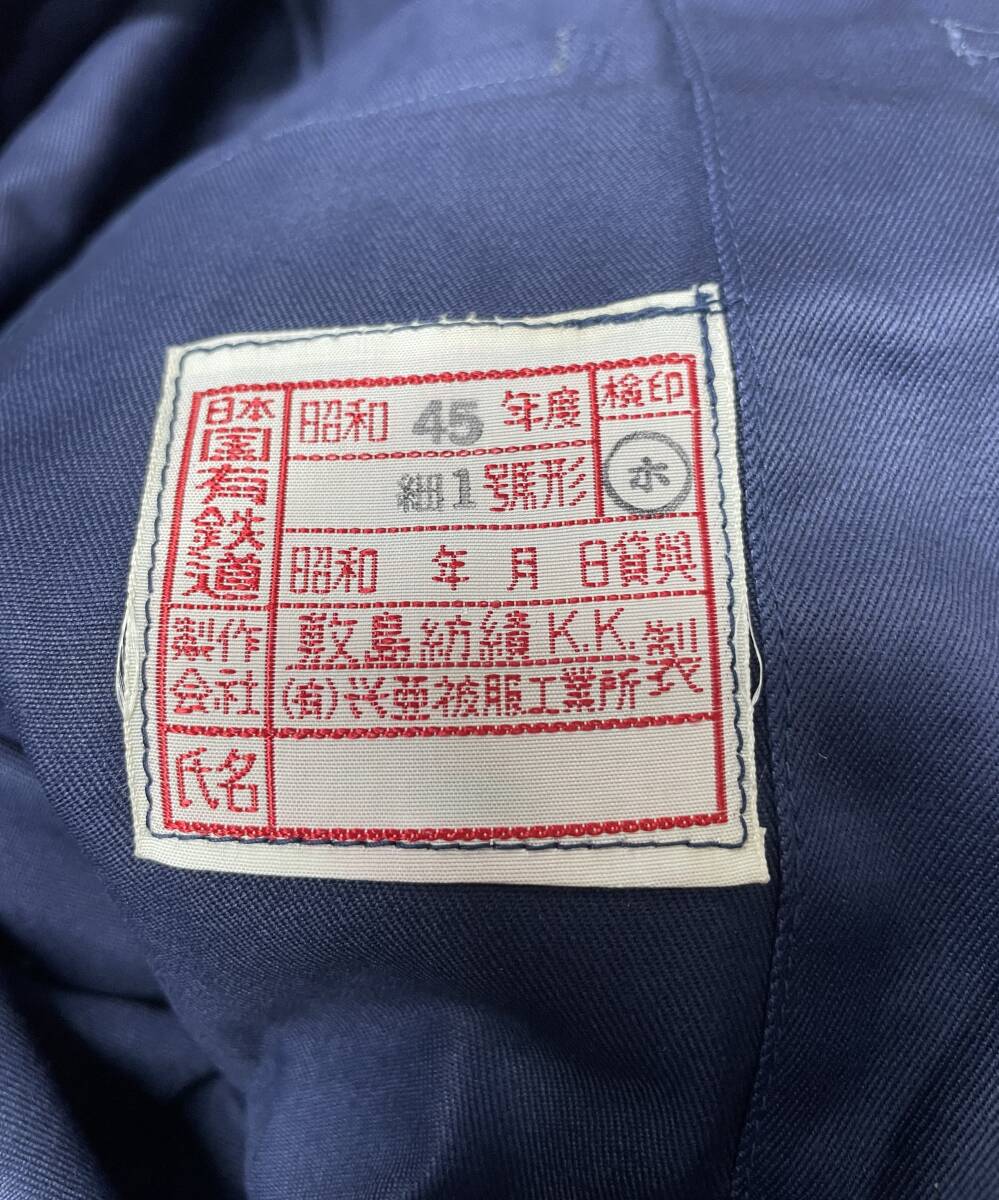 日本国有鉄道
昭和 45 年度
細1號形
検印
ホ
昭和 年 月 日貸與
製作会社
敷島紡績K.K.製
(有)興亜被服工業所
氏名